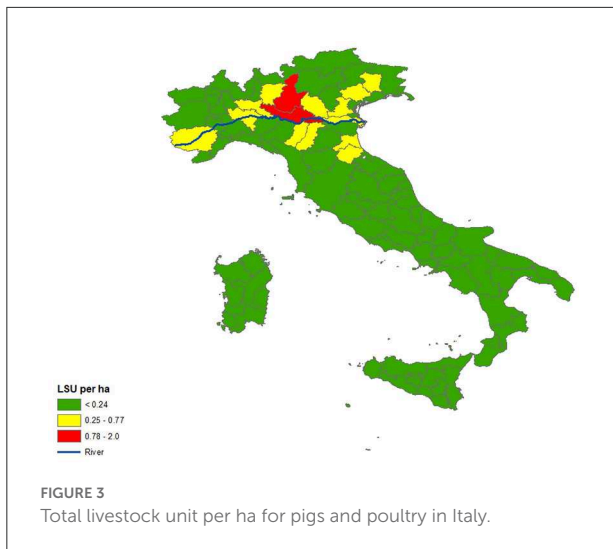 LSU per ha
< 0.24
0.25 - 0.77
0.78 - 2.0
River
FIGURE 3
Total livestock unit per ha for pigs and poultry in Italy.